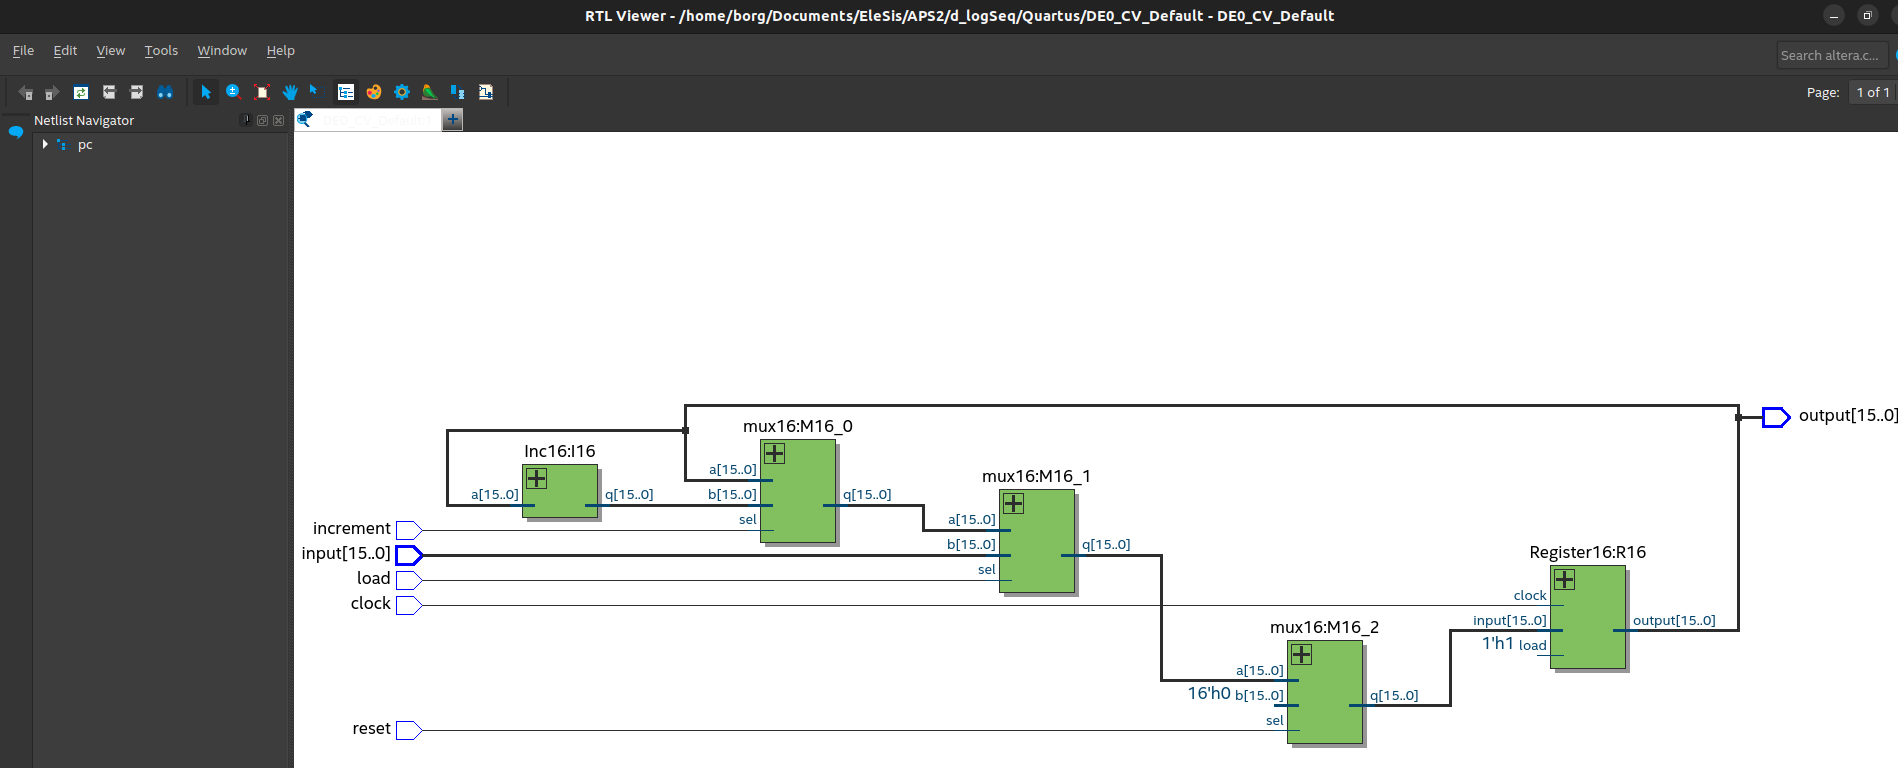 RTL Viewer - /home/borg/Documents/EleSis/APS2/d_logSeq/Quartus/DE0_CV_Default - DE0_CV_Default
File Edit View Tools Window Help
Search altera.c...
Page: 1 of 1
Netlist Navigator
pc
output[15..0]
mux16:M16_0
Inc16:I16
a[15..0]
mux16:M16_1
a[15..0] q[15..0] b[15..0] q[15..0]
increment sel a[15..0]
input[15..0] b[15..0] q[15..0]
Register16:R16
load sel
clock clock
input[15..0] output[15..0]
mux16:M16_2
1'h1 load
a[15..0]
16'h0 b[15..0] q[15..0]
reset sel